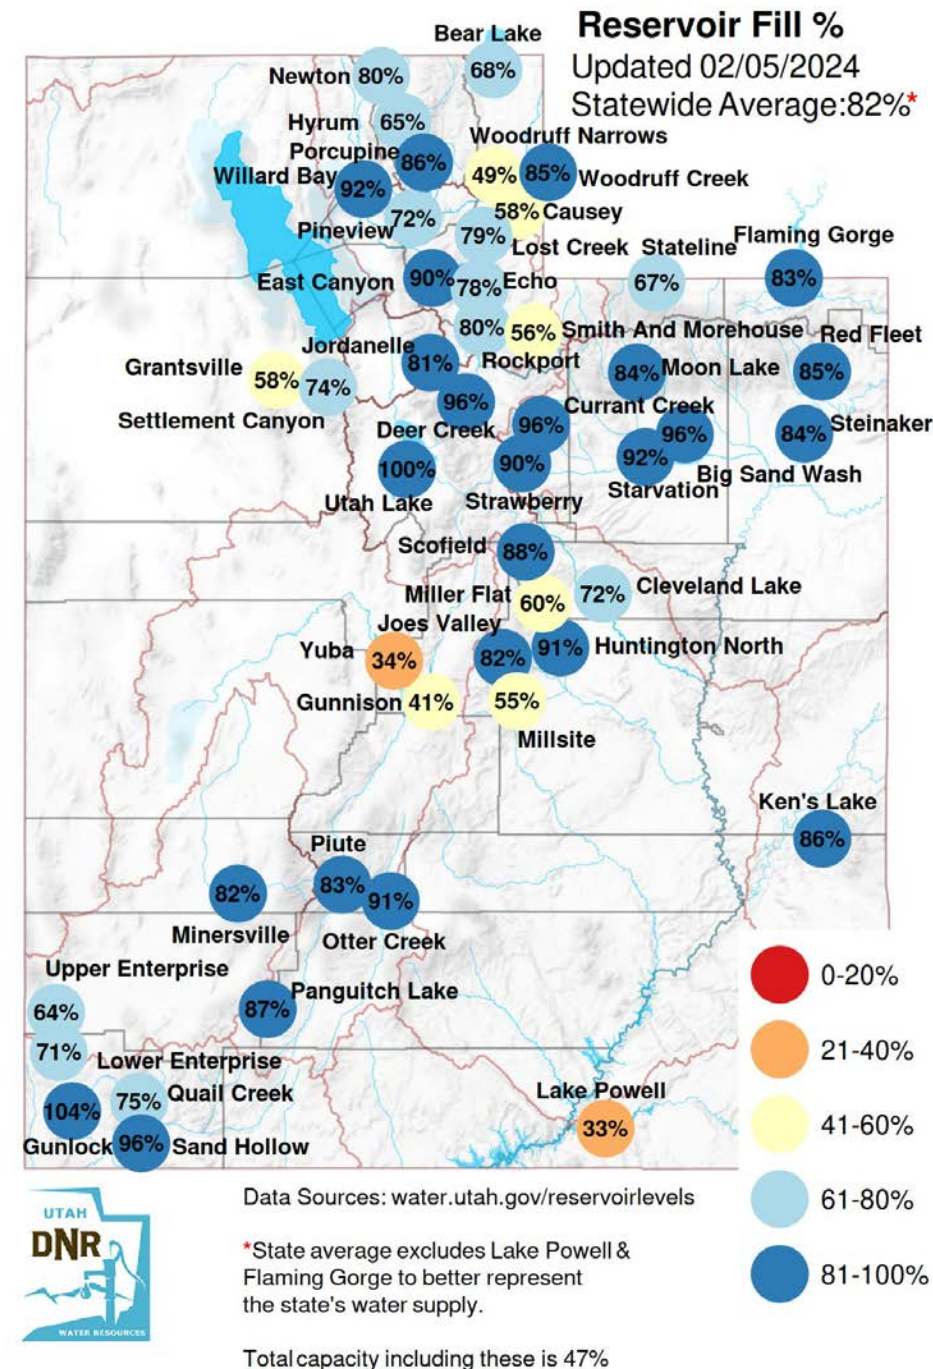 Reservoir Fill %
Updated 02/05/2024
Statewide Average:82%*
Bear Lake
68%
Newton 80%
Hyrum 65%
Woodruff Narrows
49%
Porcupine 86%
85% Woodruff Creek
Willard Bay 92%
58% Causey
Pineview 72%
79% Lost Creek
Stateline
67%
Flaming Gorge
83%
East Canyon 90%
78% Echo
80%
Rockport
56% Smith And Morehouse
Jordanelle
81%
Red Fleet
85%
Grantsville
58%
74%
Settlement Canyon
84% Moon Lake
96%
Deer Creek
Currant Creek
96%
96%
Big Sand Wash
84% Steinaker
100%
Utah Lake
90%
Strawberry
92%
Starvation
Scofield 88%
Miller Flat 60%
72% Cleveland Lake
Joes Valley
82%
91% Huntington North
Yuba 34%
Gunnison 41%
55%
Millsite
Ken's Lake
86%
Piute
83%
91%
Otter Creek
82%
Minersville
Upper Enterprise
64%
87% Panguitch Lake
71%
Lower Enterprise
75% Quail Creek
104%
Gunlock
96% Sand Hollow
Lake Powell
33%
0-20%
21-40%
41-60%
61-80%
81-100%
UTAH
DNR
WATER RESOURCES
Data Sources: water.utah.gov/reservoirlevels
*State average excludes Lake Powell &
Flaming Gorge to better represent
the state's water supply.
Total capacity including these is 47%